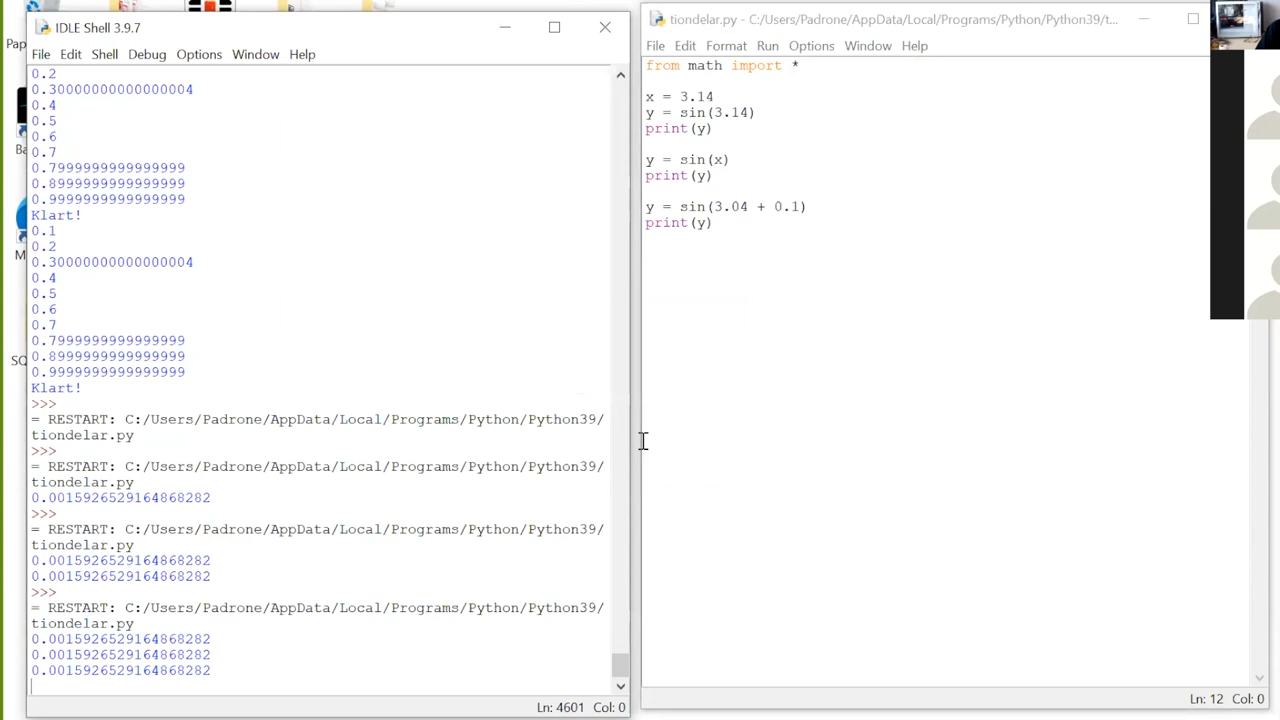 Pap
Ba
M
SQ
IDLE Shell 3.9.7
File Edit Shell Debug Options Window Help
0.2
0.30000000000000004
0.4
0.5
0.6
0.7
0.7999999999999999
0.8999999999999999
0.9999999999999999
Klart!
0.1
0.2
0.30000000000000004
0.4
0.5
0.6
0.7
0.7999999999999999
0.8999999999999999
0.9999999999999999
Klart!
>>>
= RESTART: C:/Users/Padrone/AppData/Local/Programs/Python/Python39/
tiondelar.py
>>>
= RESTART: C:/Users/Padrone/AppData/Local/Programs/Python/Python39/
tiondelar.py
0.0015926529164868282
>>>
= RESTART: C:/Users/Padrone/AppData/Local/Programs/Python/Python39/
tiondelar.py
0.0015926529164868282
0.0015926529164868282
>>>
= RESTART: C:/Users/Padrone/AppData/Local/Programs/Python/Python39/
tiondelar.py
0.0015926529164868282
0.0015926529164868282
0.0015926529164868282
Ln: 4601 Col: 0
tiondelar.py - C:/Users/Padrone/AppData/Local/Programs/Python/Python39/t...
File Edit Format Run Options Window Help
from math import *
x = 3.14
y = sin(3.14)
print(y)
y = sin(x)
print(y)
y = sin(3.04 + 0.1)
print(y)
Ln: 12 Col: 0